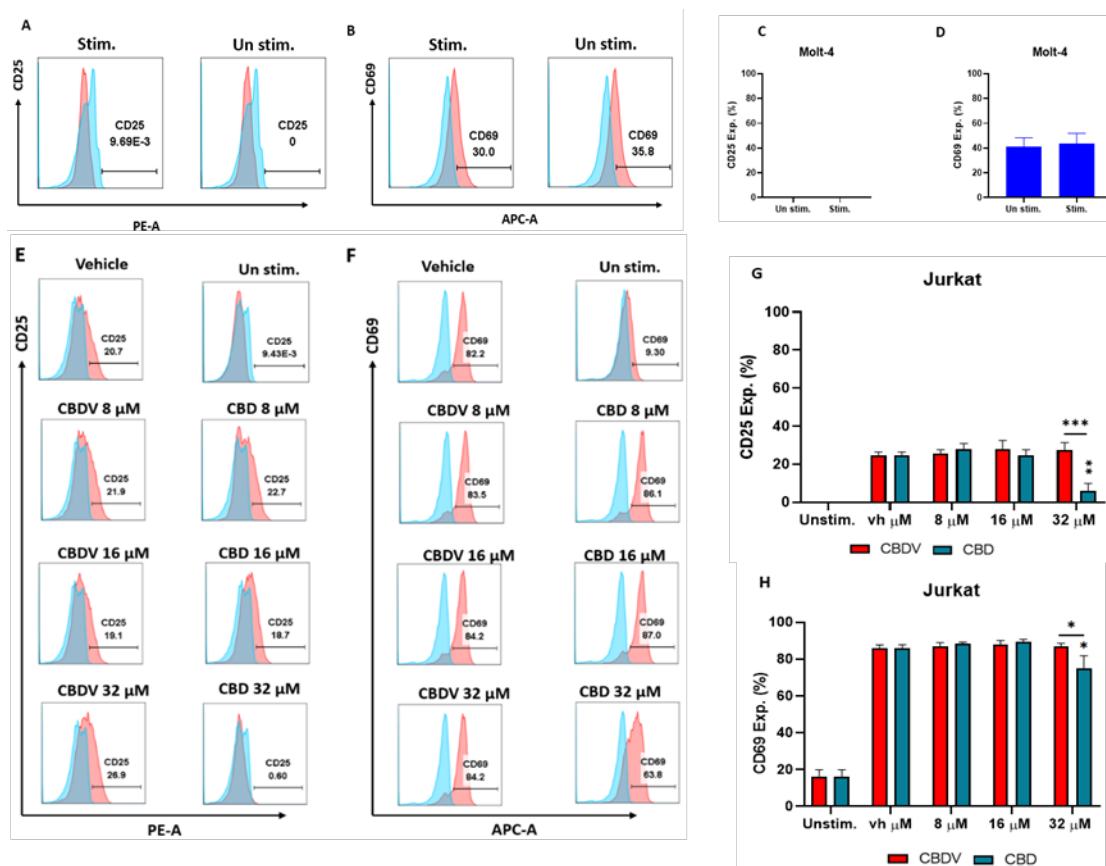 A
Stim.
Un stim.
CD25
CD25
9.69E-3
CD25
0
PE-A
B
Stim.
Un stim.
CD69
CD69
30.0
CD69
35.8
APC-A
C
Molt-4
CD25 Exp. (%)
100
80
60
40
20
0
Un stim.
Stim.
D
Molt-4
CD69 Exp. (%)
100
80
60
40
20
0
Un stim.
Stim.
E
Vehicle
Un stim.
CD25
CD25
20.7
CD25
9.43E-3
CBDV 8 µM
CBD 8 µM
CD25
21.9
CD25
22.7
CBDV 16 µM
CBD 16 µM
CD25
19.1
CD25
18.7
CBDV 32 µM
CBD 32 µM
CD25
26.9
CD25
0.60
PE-A
F
Vehicle
Un stim.
CD69
CD69
82.2
CD69
9.30
CBDV 8 µM
CBD 8 µM
CD69
83.5
CD69
86.1
CBDV 16 µM
CBD 16 µM
CD69
84.2
CD69
87.0
CBDV 32 µM
CBD 32 µM
CD69
84.2
CD69
63.8
APC-A
G
Jurkat
CD25 Exp. (%)
100
80
60
40
20
0
***
**
Unstim.
vh µM
8 µM
16 µM
32 µM
CBDV
CBD
H
Jurkat
CD69 Exp. (%)
100
80
60
40
20
0
*
*
Unstim.
vh µM
8 µM
16 µM
32 µM
CBDV
CBD